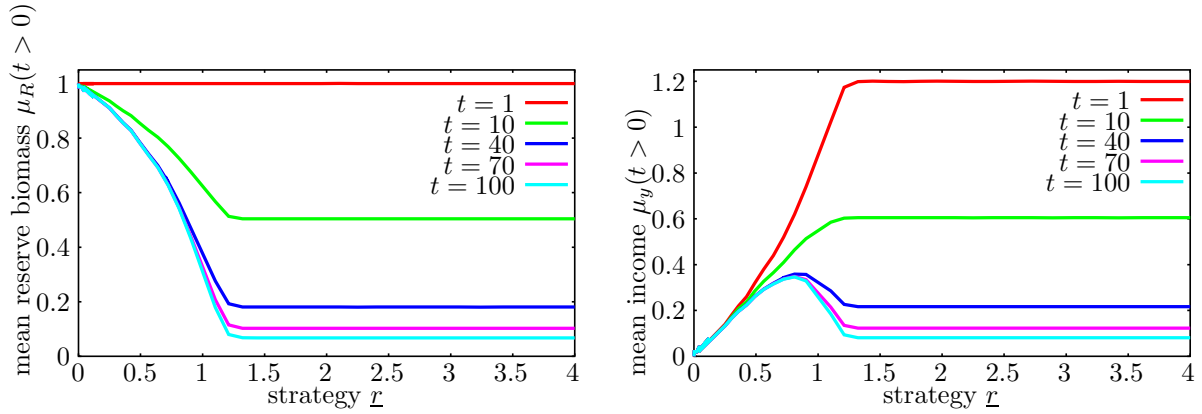 mean reserve biomass μ_R(t > 0)
1
0.8
0.6
0.4
0.2
0
0 0.5 1 1.5 2 2.5 3 3.5 4
strategy r
t = 1
t = 10
t = 40
t = 70
t = 100
mean income μ_y(t > 0)
1.2
1
0.8
0.6
0.4
0.2
0
0 0.5 1 1.5 2 2.5 3 3.5 4
strategy r
t = 1
t = 10
t = 40
t = 70
t = 100